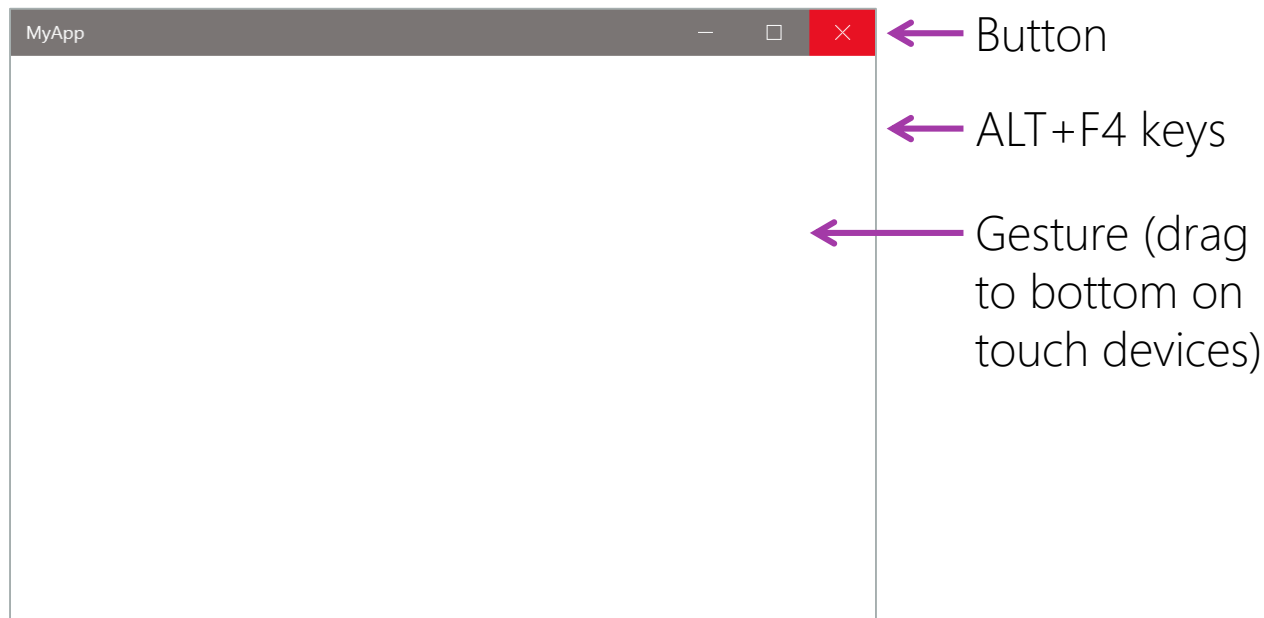 MyApp
Button
ALT+F4 keys
Gesture (drag
to bottom on
touch devices)